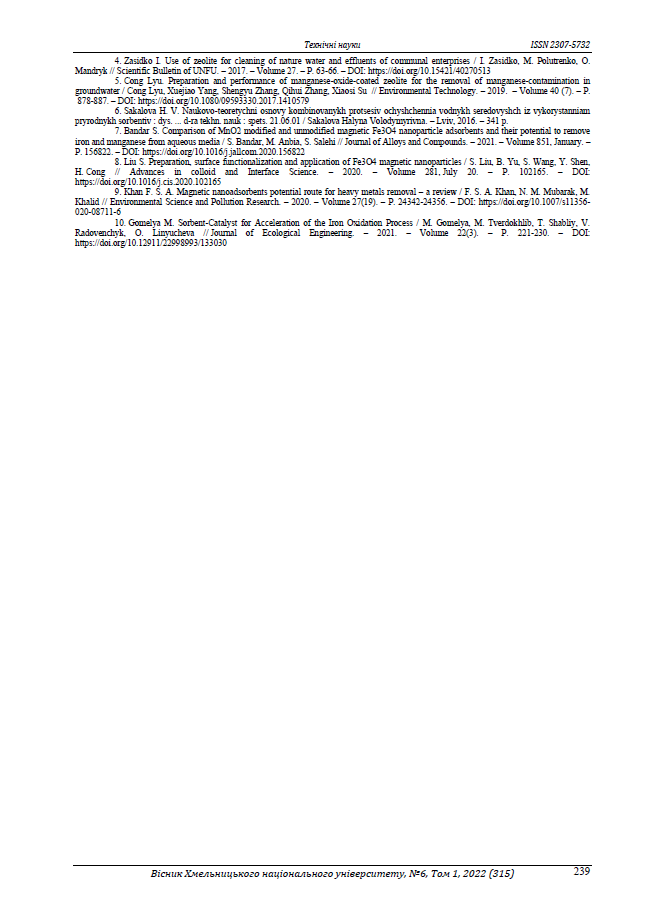 Технічні науки ISSN 2307-5732
4. Zasidko I. Use of zeolite for cleaning of nature water and effluents of communal enterprises / I. Zasidko, M. Polutrenko, O.
Mandryk // Scientific Bulletin of UNFU. – 2017. – Volume 27. – P. 63-66. – DOI: https://doi.org/10.15421/40270513
5. Cong Lyu. Preparation and performance of manganese-oxide-coated zeolite for the removal of manganese-contamination in
groundwater / Cong Lyu, Xuejiao Yang, Shengyu Zhang, Qihui Zhang, Xiaosi Su // Environmental Technology. – 2019. – Volume 40 (7). – P.
878-887. – DOI: https://doi.org/10.1080/09593330.2017.1410579
6. Sakalova H. V. Naukovo-teoretychni osnovy kombinovanykh protsesiv ochyshchennia vodnykh seredovyshch iz vykorystanniam
pryrodnykh sorbentiv : dys. ... d-ra tekhn. nauk : spets. 21.06.01 / Sakalova Halyna Volodymyrivna. – Lviv, 2016. – 341 p.
7. Bandar S. Comparison of MnO2 modified and unmodified magnetic Fe3O4 nanoparticle adsorbents and their potential to remove
iron and manganese from aqueous media / S. Bandar, M. Anbia, S. Salehi // Journal of Alloys and Compounds. – 2021. – Volume 851, January. –
P. 156822. – DOI: https://doi.org/10.1016/j.jallcom.2020.156822
8. Liu S. Preparation, surface functionalization and application of Fe3O4 magnetic nanoparticles / S. Liu, B. Yu, S. Wang, Y. Shen,
H. Cong // Advances in colloid and Interface Science. – 2020. – Volume 281, July 20. – P. 102165. – DOI:
https://doi.org/10.1016/j.cis.2020.102165
9. Khan F. S. A. Magnetic nanoadsorbents potential route for heavy metals removal – a review / F. S. A. Khan, N. M. Mubarak, M.
Khalid // Environmental Science and Pollution Research. – 2020. – Volume 27(19). – P. 24342-24356. – DOI: https://doi.org/10.1007/s11356-
020-08711-6
10. Gomelya M. Sorbent-Catalyst for Acceleration of the Iron Oxidation Process / M. Gomelya, M. Tverdokhlib, T. Shabliy, V.
Radovenchyk, O. Linyucheva // Journal of Ecological Engineering. – 2021. – Volume 22(3). – P. 221-230. – DOI:
https://doi.org/10.12911/22998993/133030
Вісник Хмельницького національного університету, №6, Том 1, 2022 (315) 239